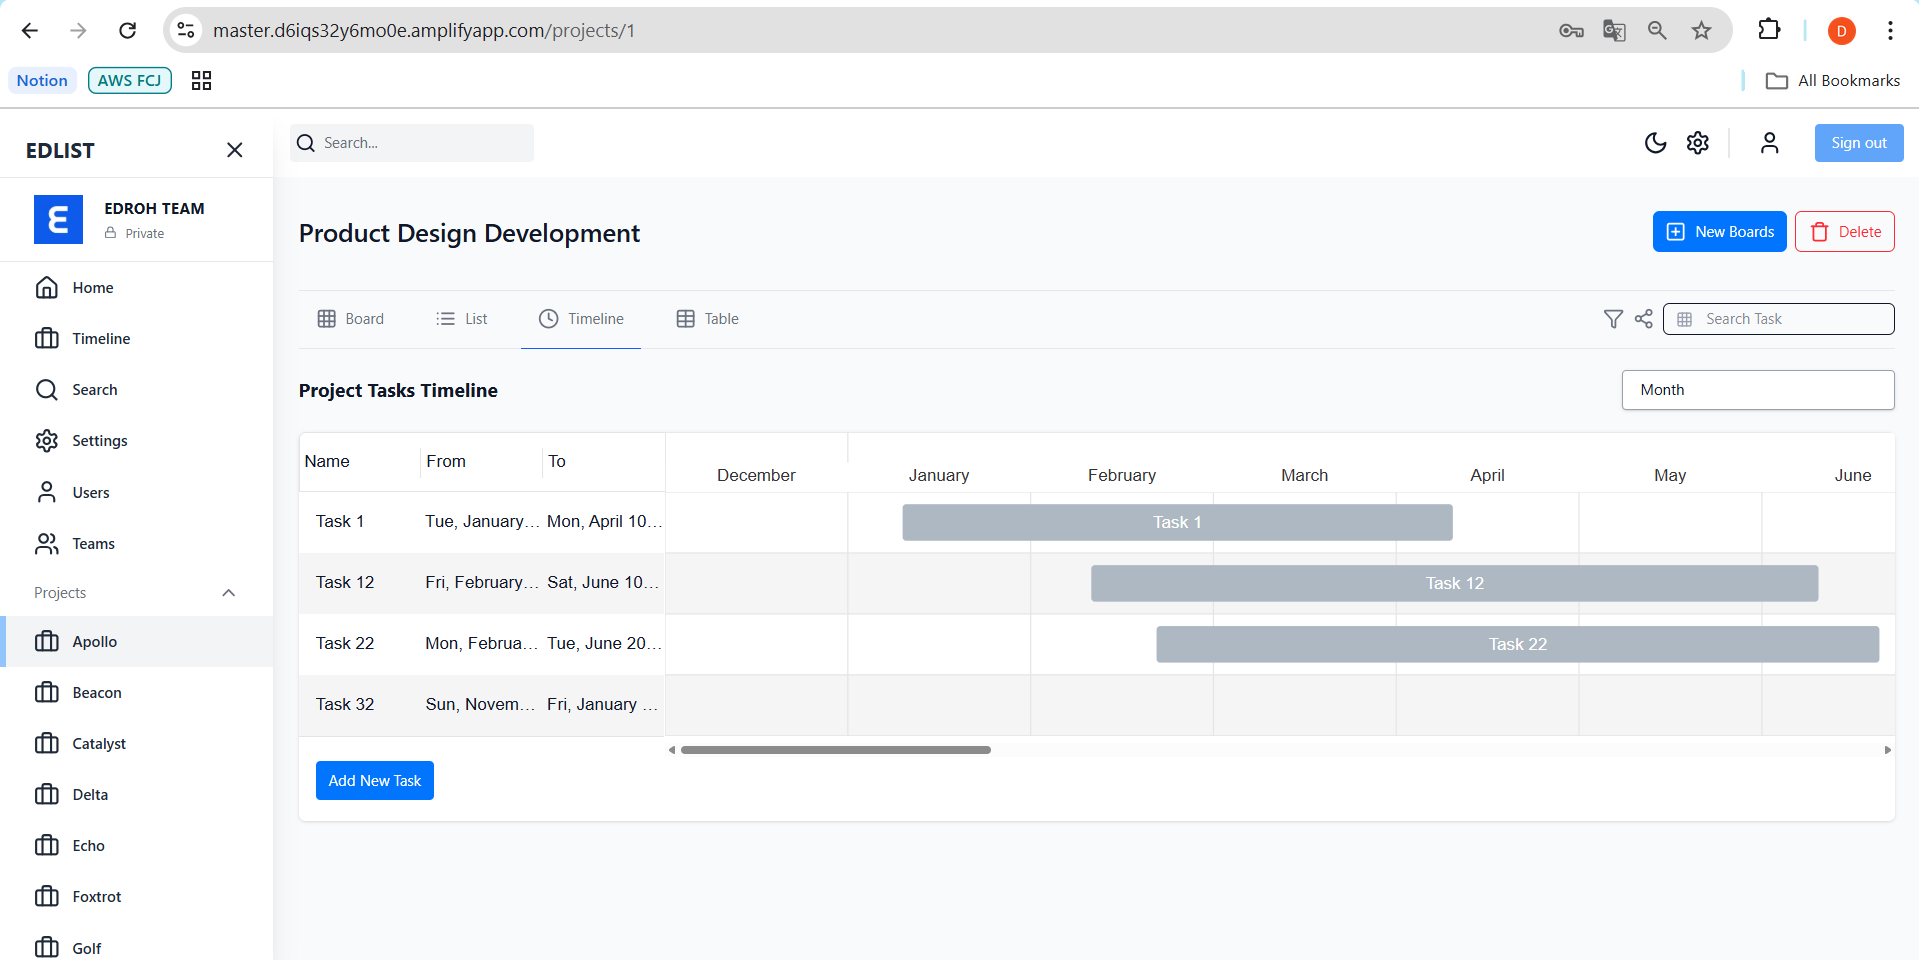 master.d6iqs32y6mo0e.amplifyapp.com/projects/1
D
Notion AWS FCJ All Bookmarks
EDLIST
Search...
Sign out
E
EDROH TEAM
Private
Product Design Development
New Boards Delete
Home
Timeline
Search
Settings
Users
Teams
Projects
Apollo
Beacon
Catalyst
Delta
Echo
Foxtrot
Golf
Board List Timeline Table
Search Task
Project Tasks Timeline
Month
Name From To
December January February March April May June
Task 1 Tue, January... Mon, April 10... Task 1
Task 12 Fri, February... Sat, June 10... Task 12
Task 22 Mon, Februa... Tue, June 20... Task 22
Task 32 Sun, Novem... Fri, January ...
Add New Task